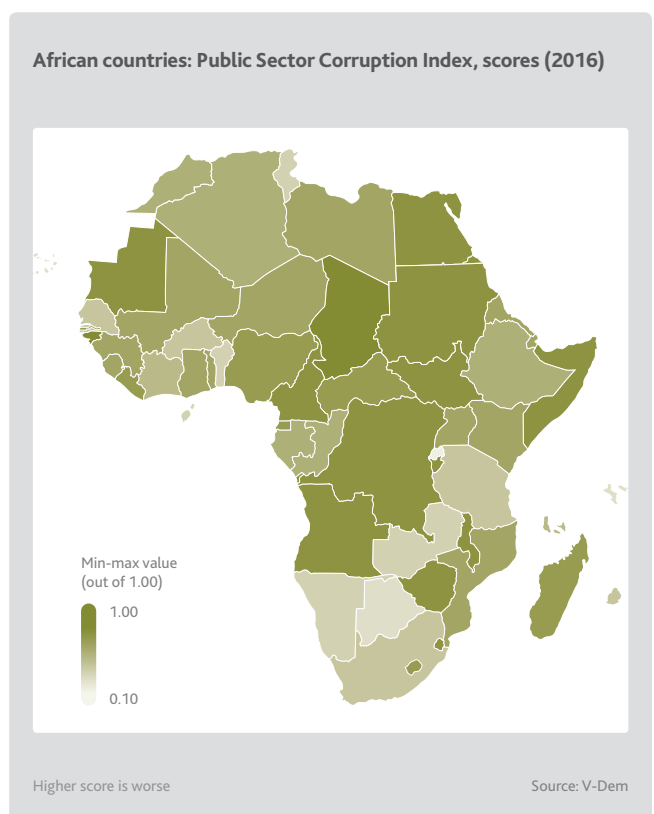 African countries: Public Sector Corruption Index, scores (2016)
Min-max value
(out of 1.00)
1.00
0.10
Higher score is worse
Source: V-Dem